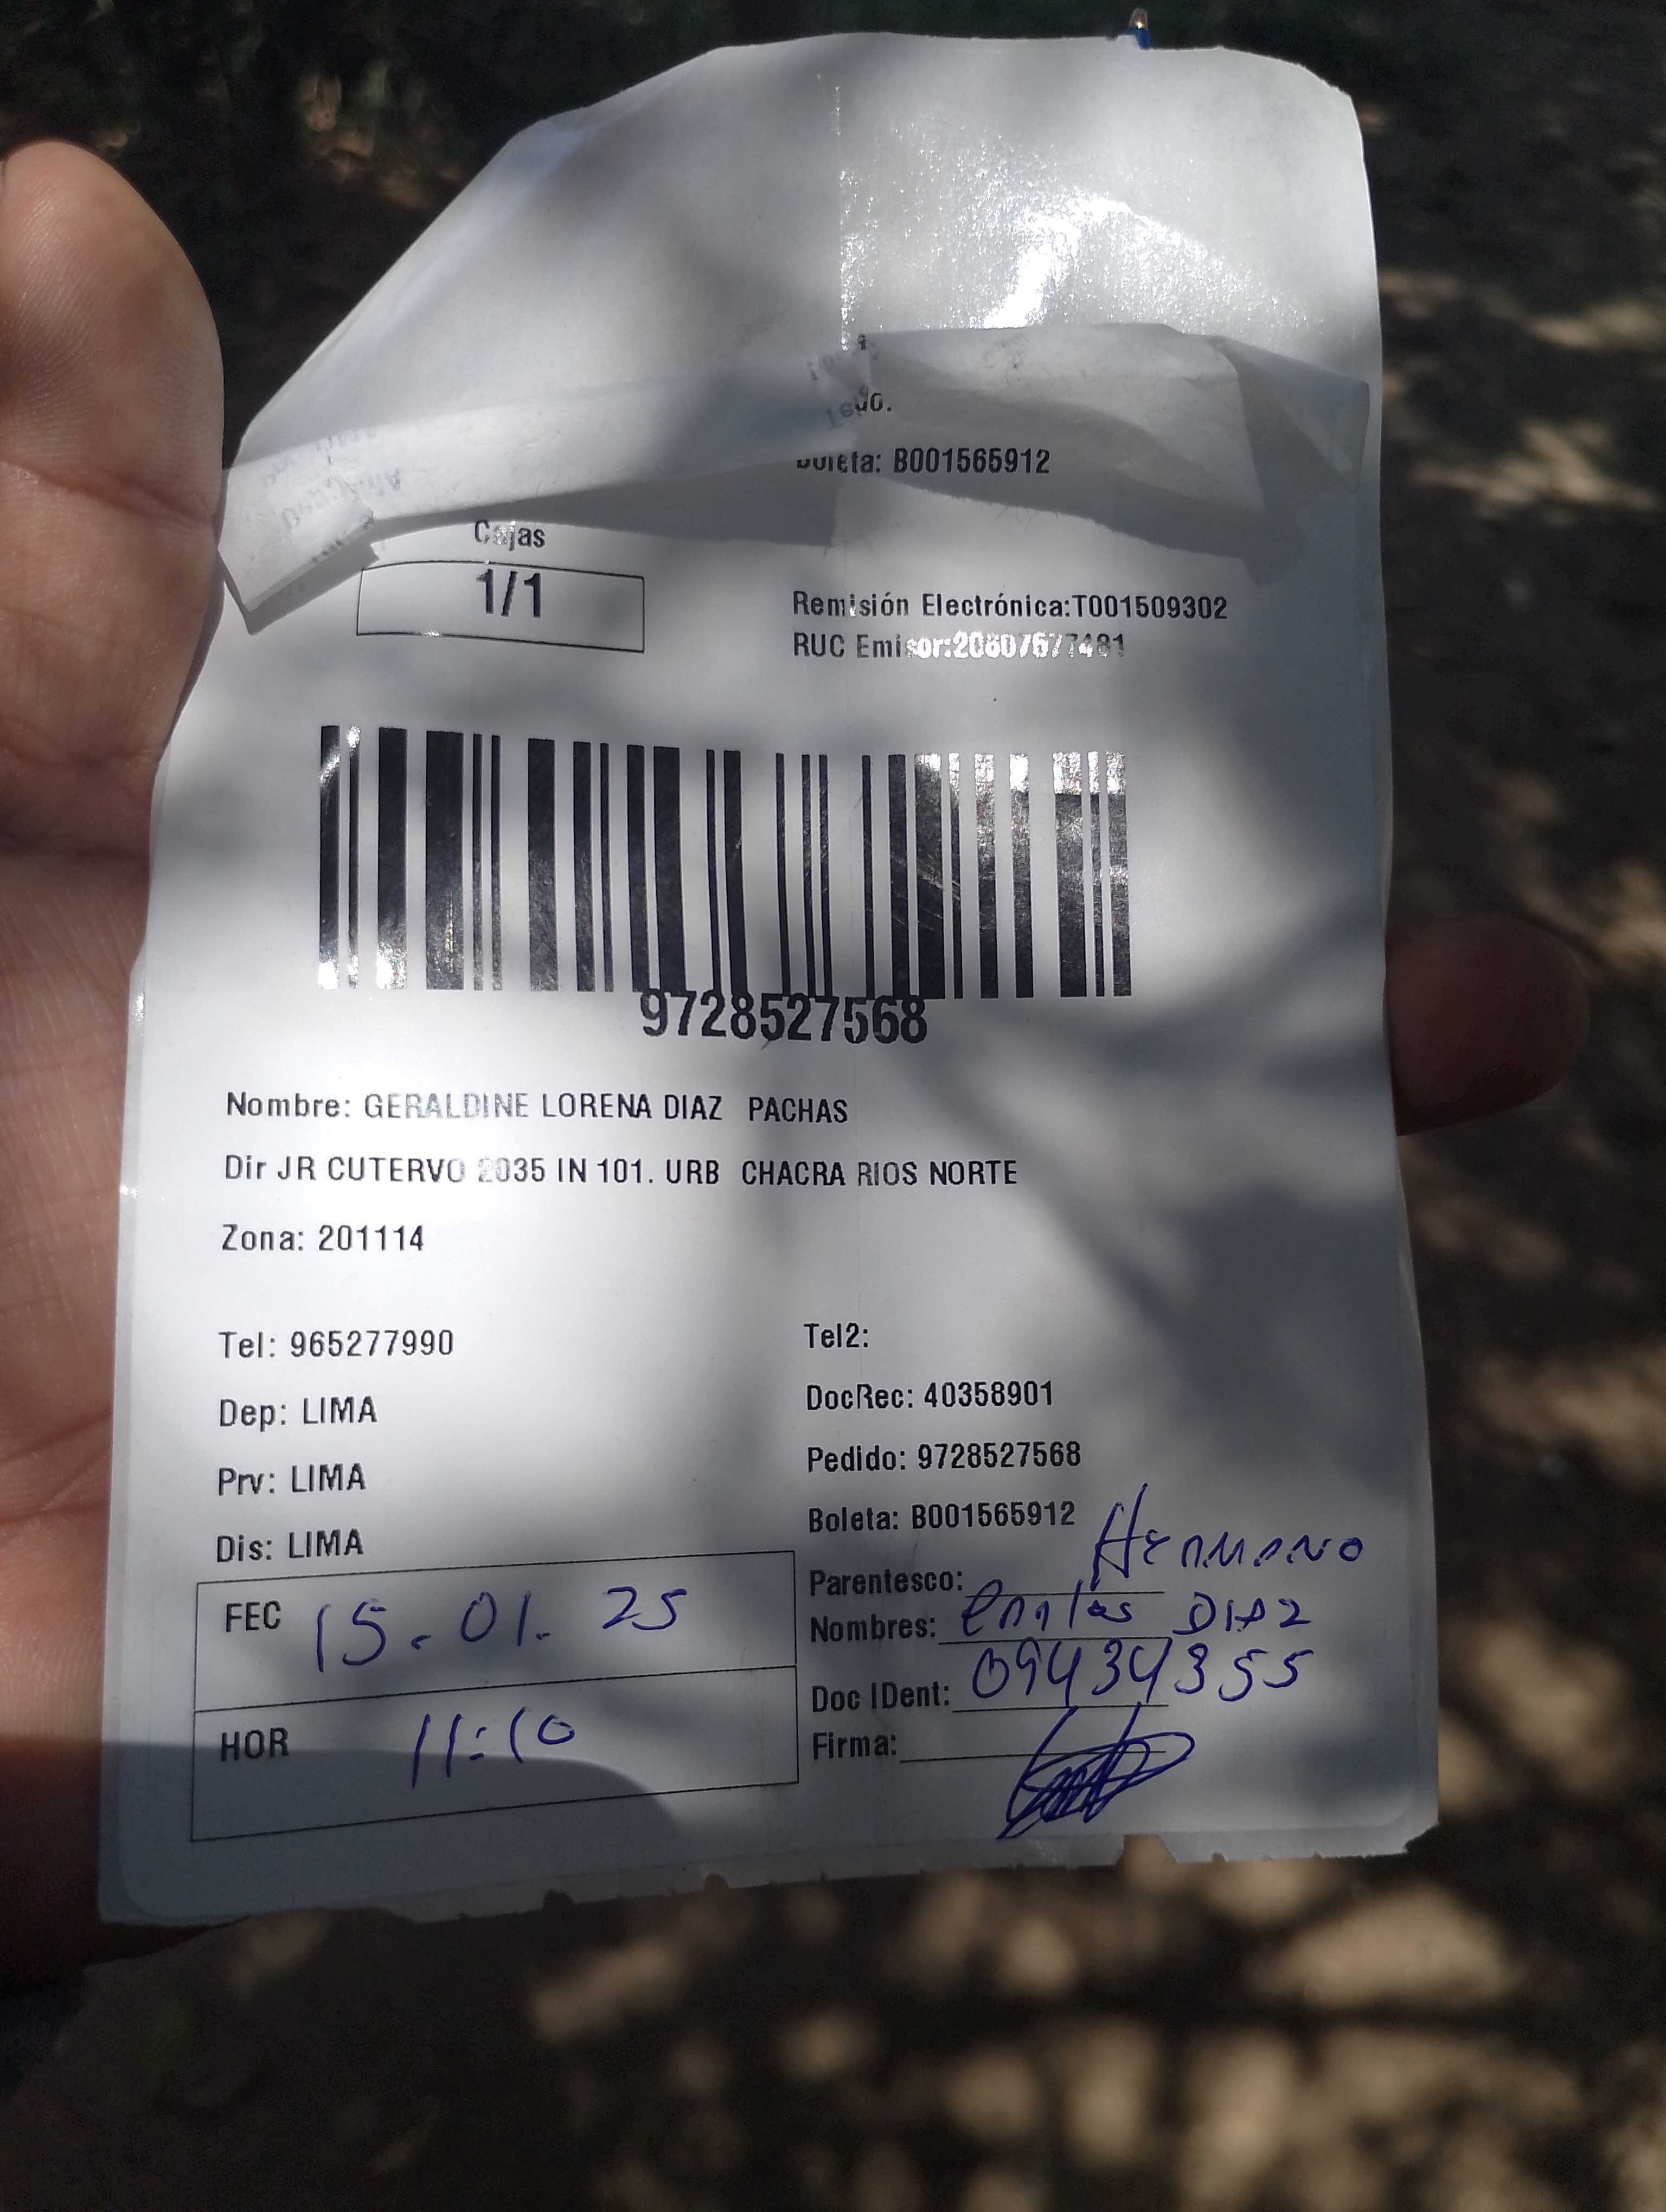 do.
Boleta: B001565912
Cajas
1/1
Remisión Electrónica:T001509302
RUC Emisor:20607677481
9728527568
Nombre: GERALDINE LORENA DIAZ PACHAS
Dir JR CUTERVO 2035 IN 101. URB CHACRA RIOS NORTE
Zona: 201114
Tel: 965277990
Tel2:
Dep: LIMA
DocRec: 40358901
Prv: LIMA
Pedido: 9728527568
Dis: LIMA
Boleta: B001565912
Parentesco: Hermano
FEC 15.01.25
Nombres: Carlos DIAZ
Doc IDent: 09434355
HOR 11:10
Firma: